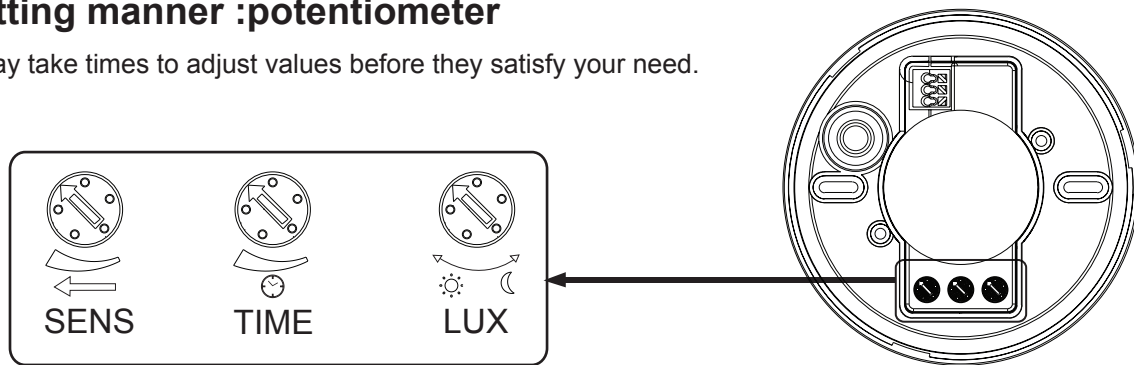 tting manner :potentiometer
ay take times to adjust values before they satisfy your need.
SENS TIME LUX